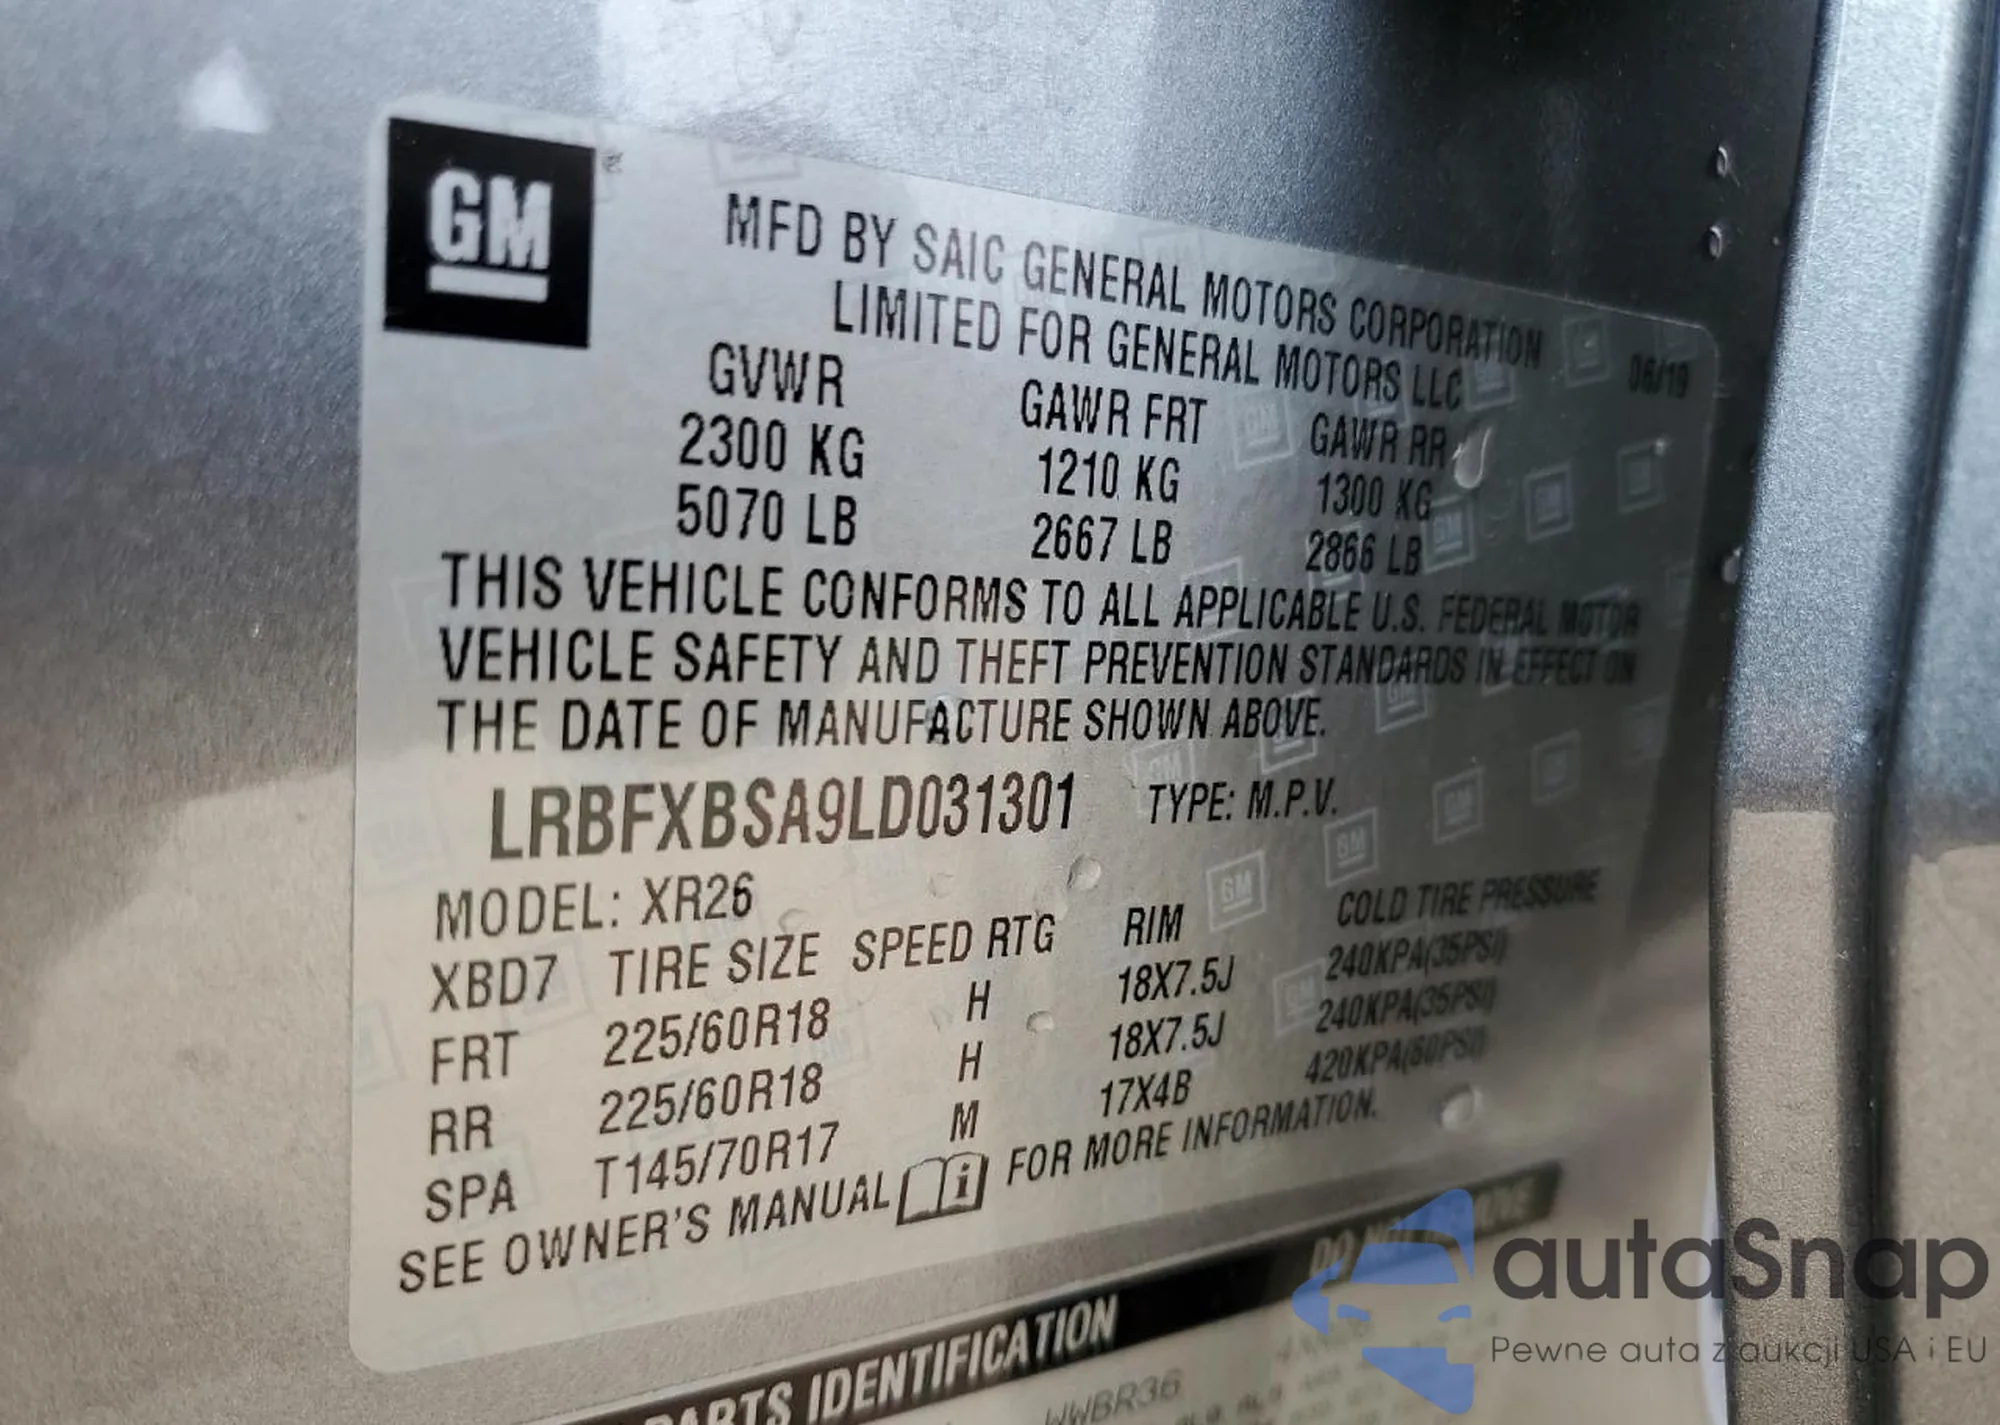 GM
MFD BY SAIC GENERAL MOTORS CORPORATION
LIMITED FOR GENERAL MOTORS LLC
06/19
GVWR GAWR FRT GAWR RR
2300 KG 1210 KG 1300 KG
5070 LB 2667 LB 2866 LB
THIS VEHICLE CONFORMS TO ALL APPLICABLE U.S. FEDERAL MOTOR
VEHICLE SAFETY AND THEFT PREVENTION STANDARDS IN EFFECT ON
THE DATE OF MANUFACTURE SHOWN ABOVE.
LRBFXBSA9LD031301 TYPE: M.P.V.
MODEL: XR26
XBD7 TIRE SIZE SPEED RTG RIM COLD TIRE PRESSURE
FRT 225/60R18 H 18X7.5J 240KPA(35PSI)
RR 225/60R18 H 18X7.5J 240KPA(35PSI)
SPA T145/70R17 M 17X4B 420KPA(60PSI)
SEE OWNER'S MANUAL i FOR MORE INFORMATION.
PARTS IDENTIFICATION DO NOT
WWBR36
autaSnap
Pewne auta z aukcji USA i EU